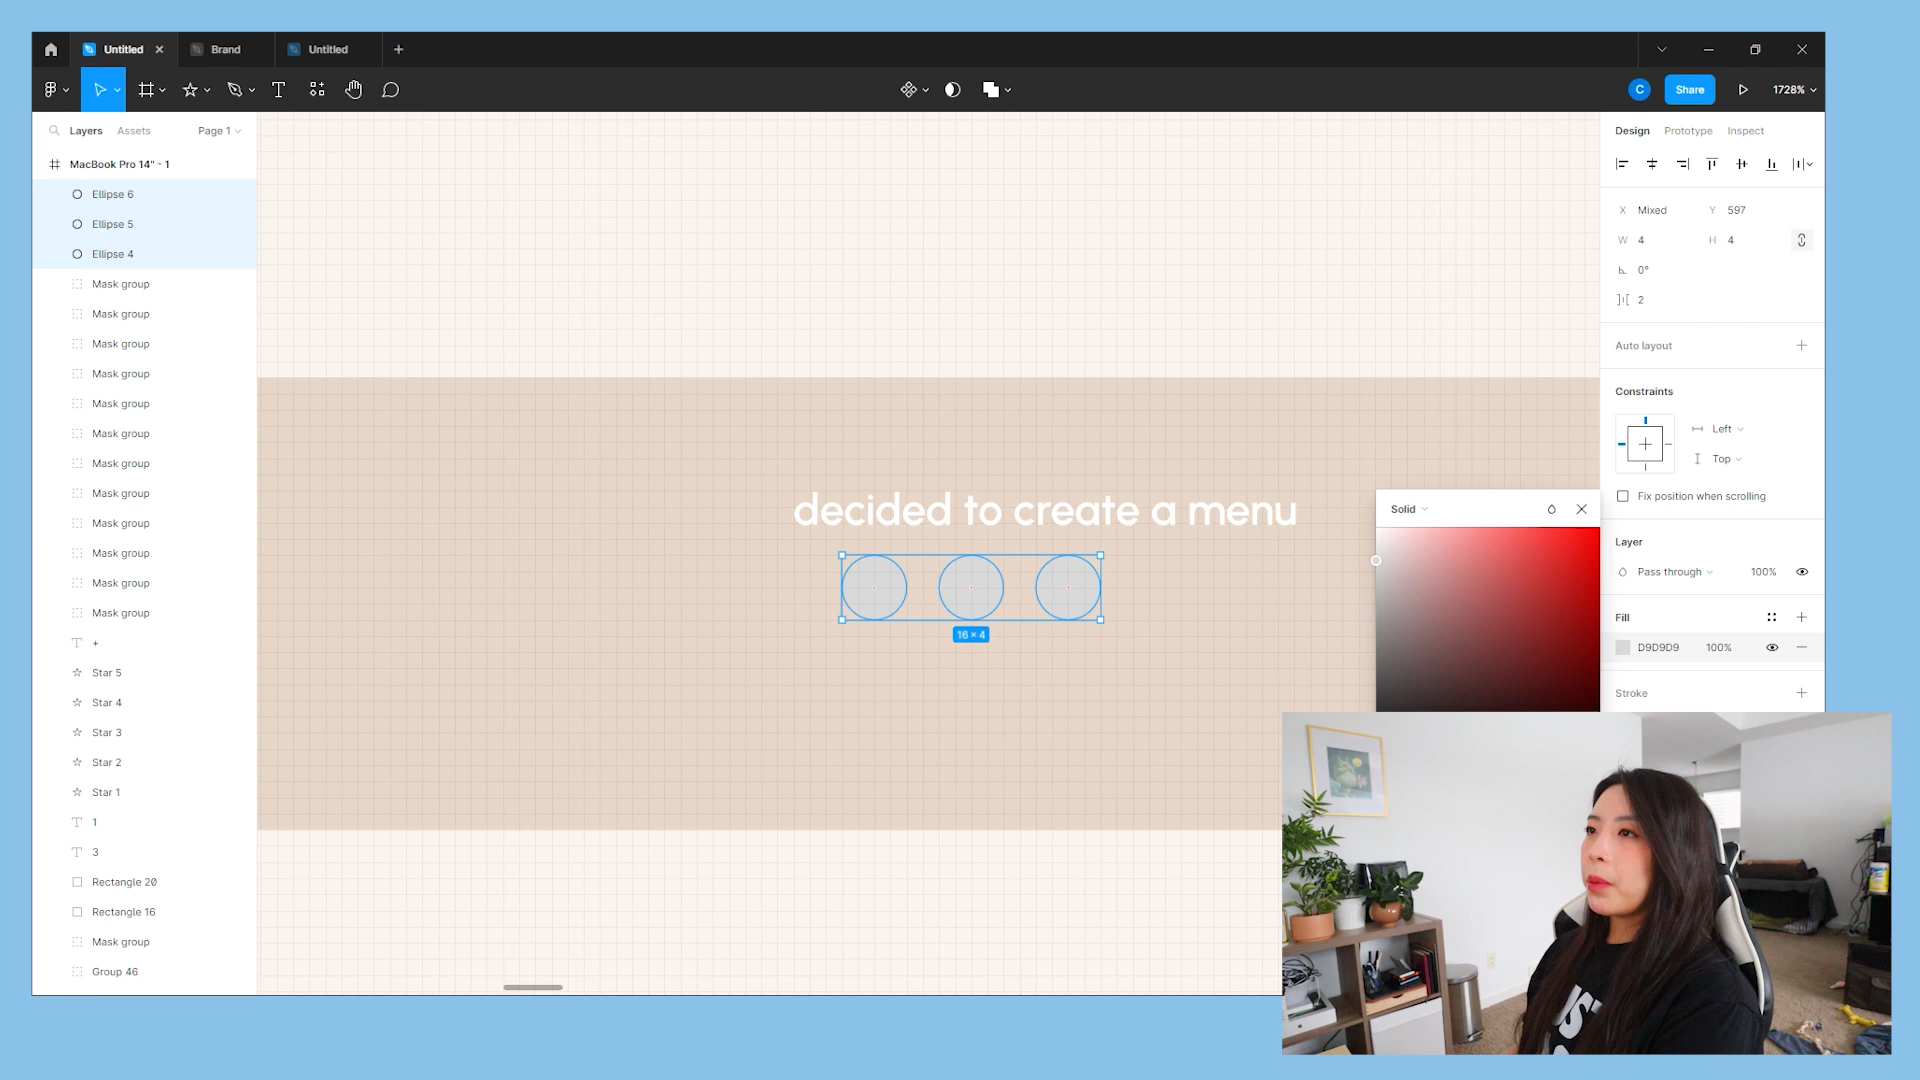 Untitled
Brand
Untitled
C
Share
1728%
Layers
Assets
Page 1
Design
Prototype
Inspect
MacBook Pro 14" - 1
Ellipse 6
Ellipse 5
Ellipse 4
Mask group
Mask group
Mask group
Mask group
Mask group
Mask group
Mask group
Mask group
Mask group
Mask group
Mask group
Mask group
+
Star 5
Star 4
Star 3
Star 2
Star 1
1
3
Rectangle 20
Rectangle 16
Mask group
Group 46
decided to create a menu
16 × 4
Solid
X Mixed Y 597
W 4 H 4
0°
2
Auto layout
Constraints
Left
Top
Fix position when scrolling
Layer
Pass through 100%
Fill
D9D9D9 100%
Stroke